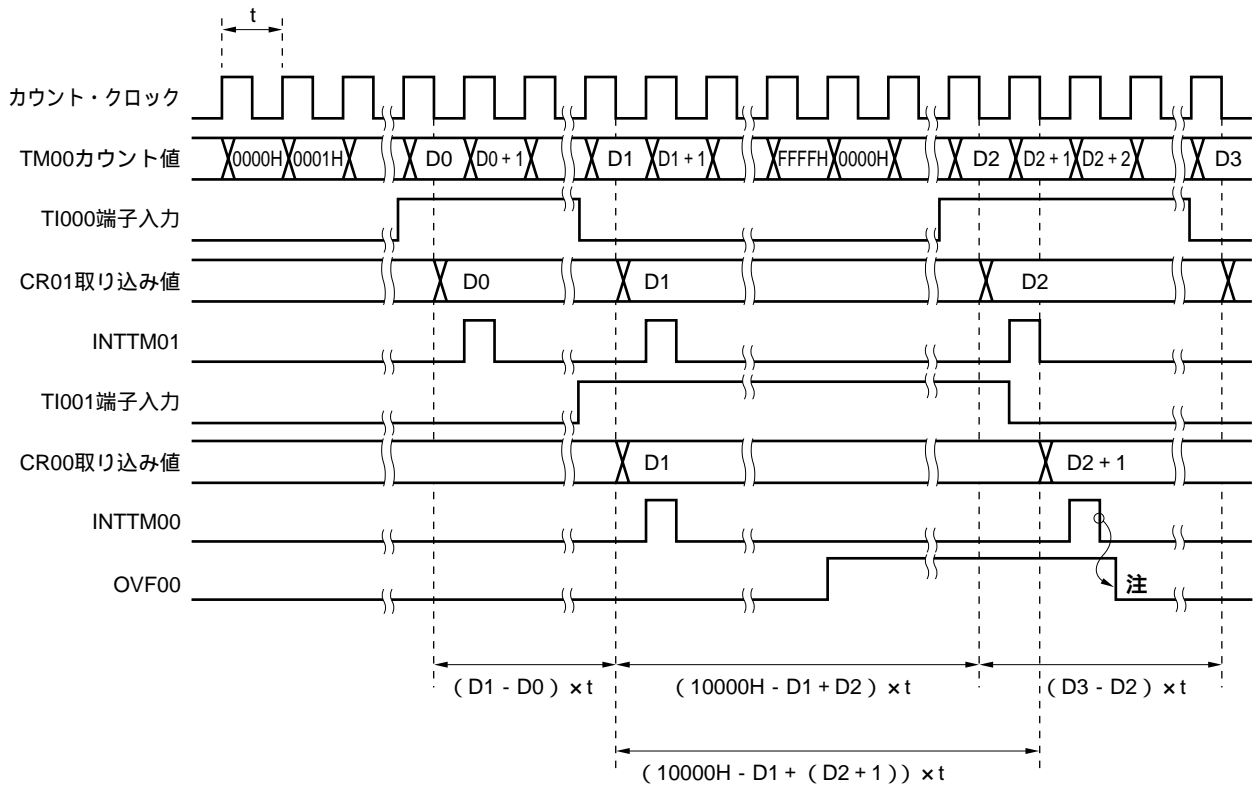 t
カウント・クロック
TM00カウント値 0000H 0001H D0 D0 + 1 D1 D1 + 1 FFFFH 0000H D2 D2 + 1 D2 + 2 D3
TI000端子入力
CR01取り込み値 D0 D1 D2
INTTM01
TI001端子入力
CR00取り込み値 D1 D2 + 1
INTTM00
OVF00 注
（D1 - D0）×t （10000H - D1 + D2）×t （D3 - D2）×t
（10000H - D1 +（D2 + 1））×t